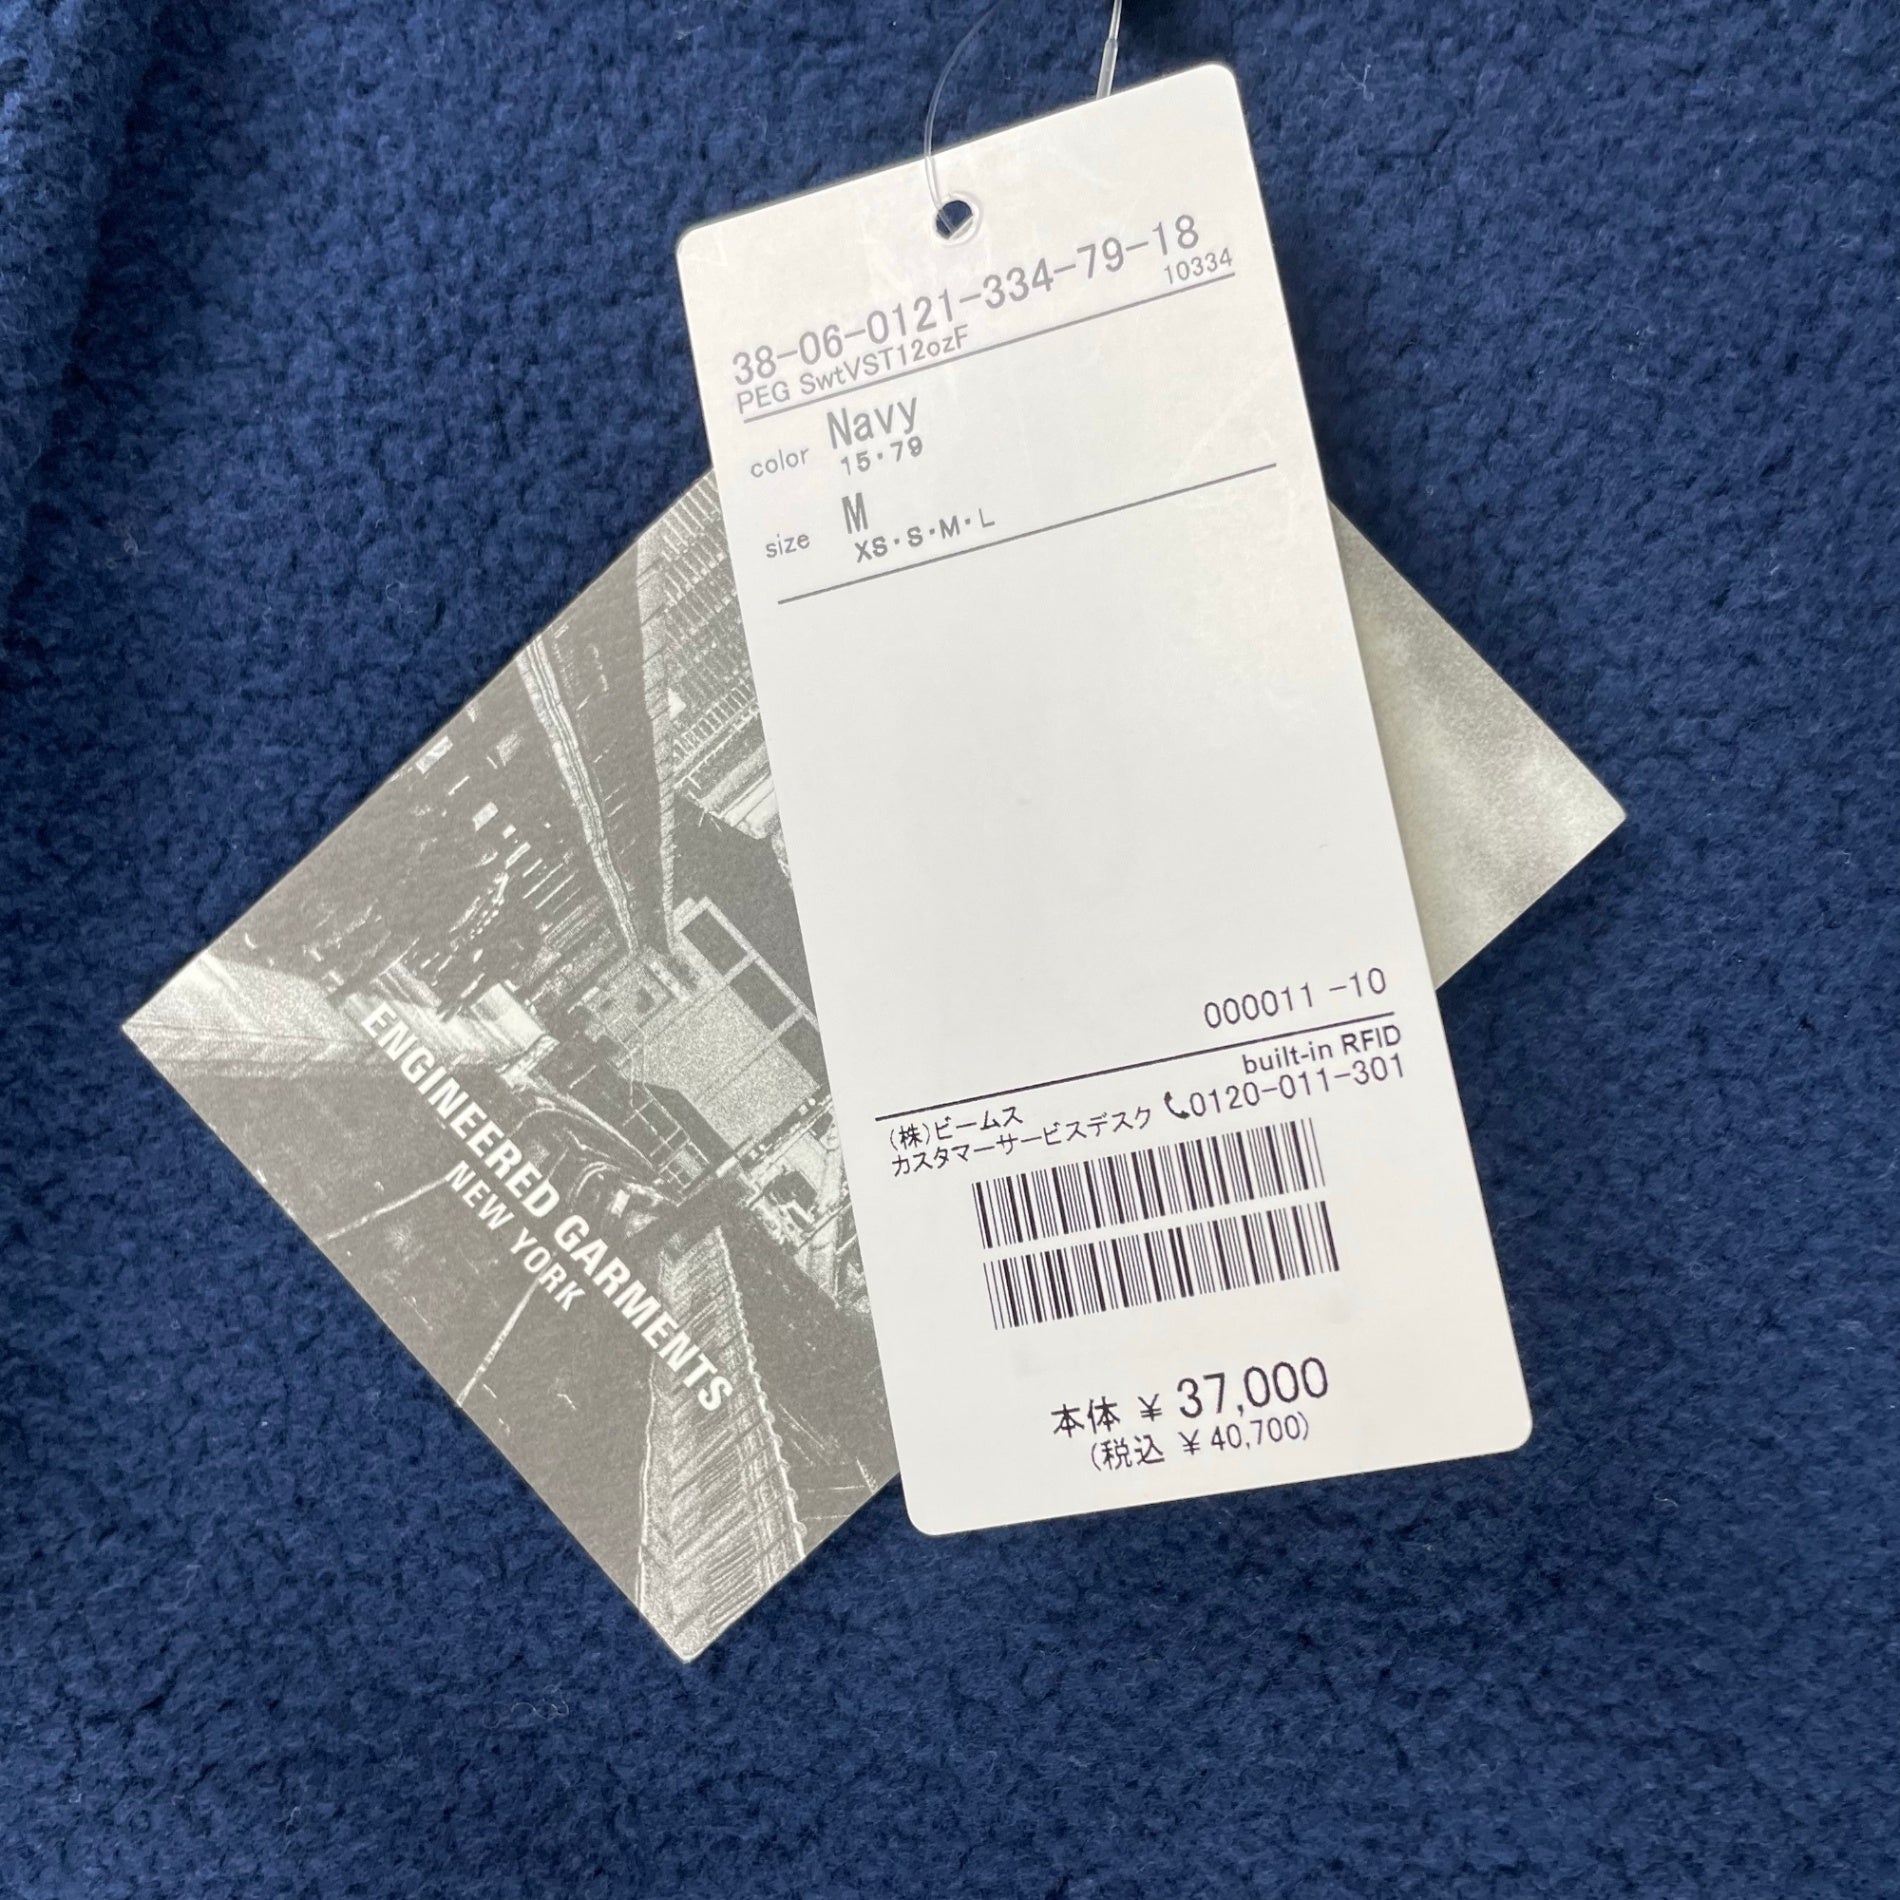 38-06-0121-334-79-18
PEG SwtVST12ozF 10334
color Navy
15・79
size M
XS・S・M・L
000011 -10
built-in RFID
(株)ビームス
カスタマーサービスデスク 0120-011-301
本体 ¥ 37,000
(税込 ¥ 40,700)
ENGINEERED GARMENTS
NEW YORK